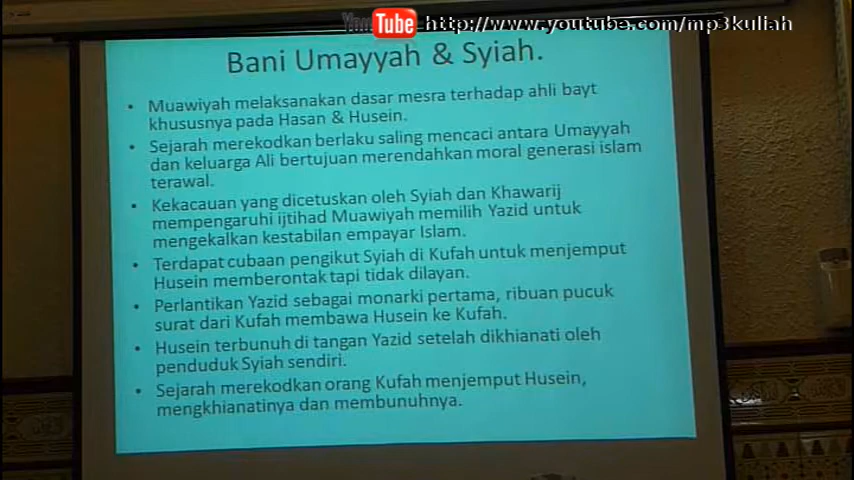 YouTube http://www.youtube.com/mp3kuliah
Bani Umayyah & Syiah.
• Muawiyah melaksanakan dasar mesra terhadap ahli bayt
khususnya pada Hasan & Husein.
• Sejarah merekodkan berlaku saling mencaci antara Umayyah
dan keluarga Ali bertujuan merendahkan moral generasi islam
terawal.
• Kekacauan yang dicetuskan oleh Syiah dan Khawarij
mempengaruhi ijtihad Muawiyah memilih Yazid untuk
mengekalkan kestabilan empayar Islam.
• Terdapat cubaan pengikut Syiah di Kufah untuk menjemput
Husein memberontak tapi tidak dilayan.
• Perlantikan Yazid sebagai monarki pertama, ribuan pucuk
surat dari Kufah membawa Husein ke Kufah.
• Husein terbunuh di tangan Yazid setelah dikhianati oleh
penduduk Syiah sendiri.
• Sejarah merekodkan orang Kufah menjemput Husein,
mengkhianatinya dan membunuhnya.